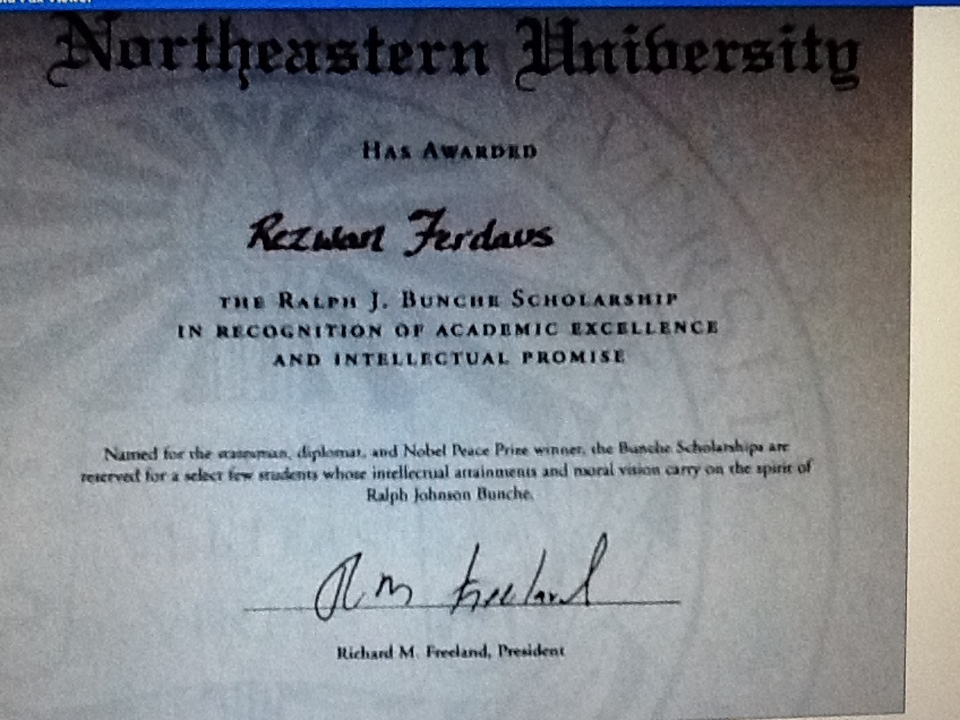 Northeastern University
HAS AWARDED
Rezwan Ferdaus
THE RALPH J. BUNCHE SCHOLARSHIP
IN RECOGNITION OF ACADEMIC EXCELLENCE
AND INTELLECTUAL PROMISE
Named for the statesman, diplomat, and Nobel Peace Prize winner, the Bunche Scholarships are
reserved for a select few students whose intellectual attainments and moral vision carry on the spirit of
Ralph Johnson Bunche.
R M Freeland
Richard M. Freeland, President